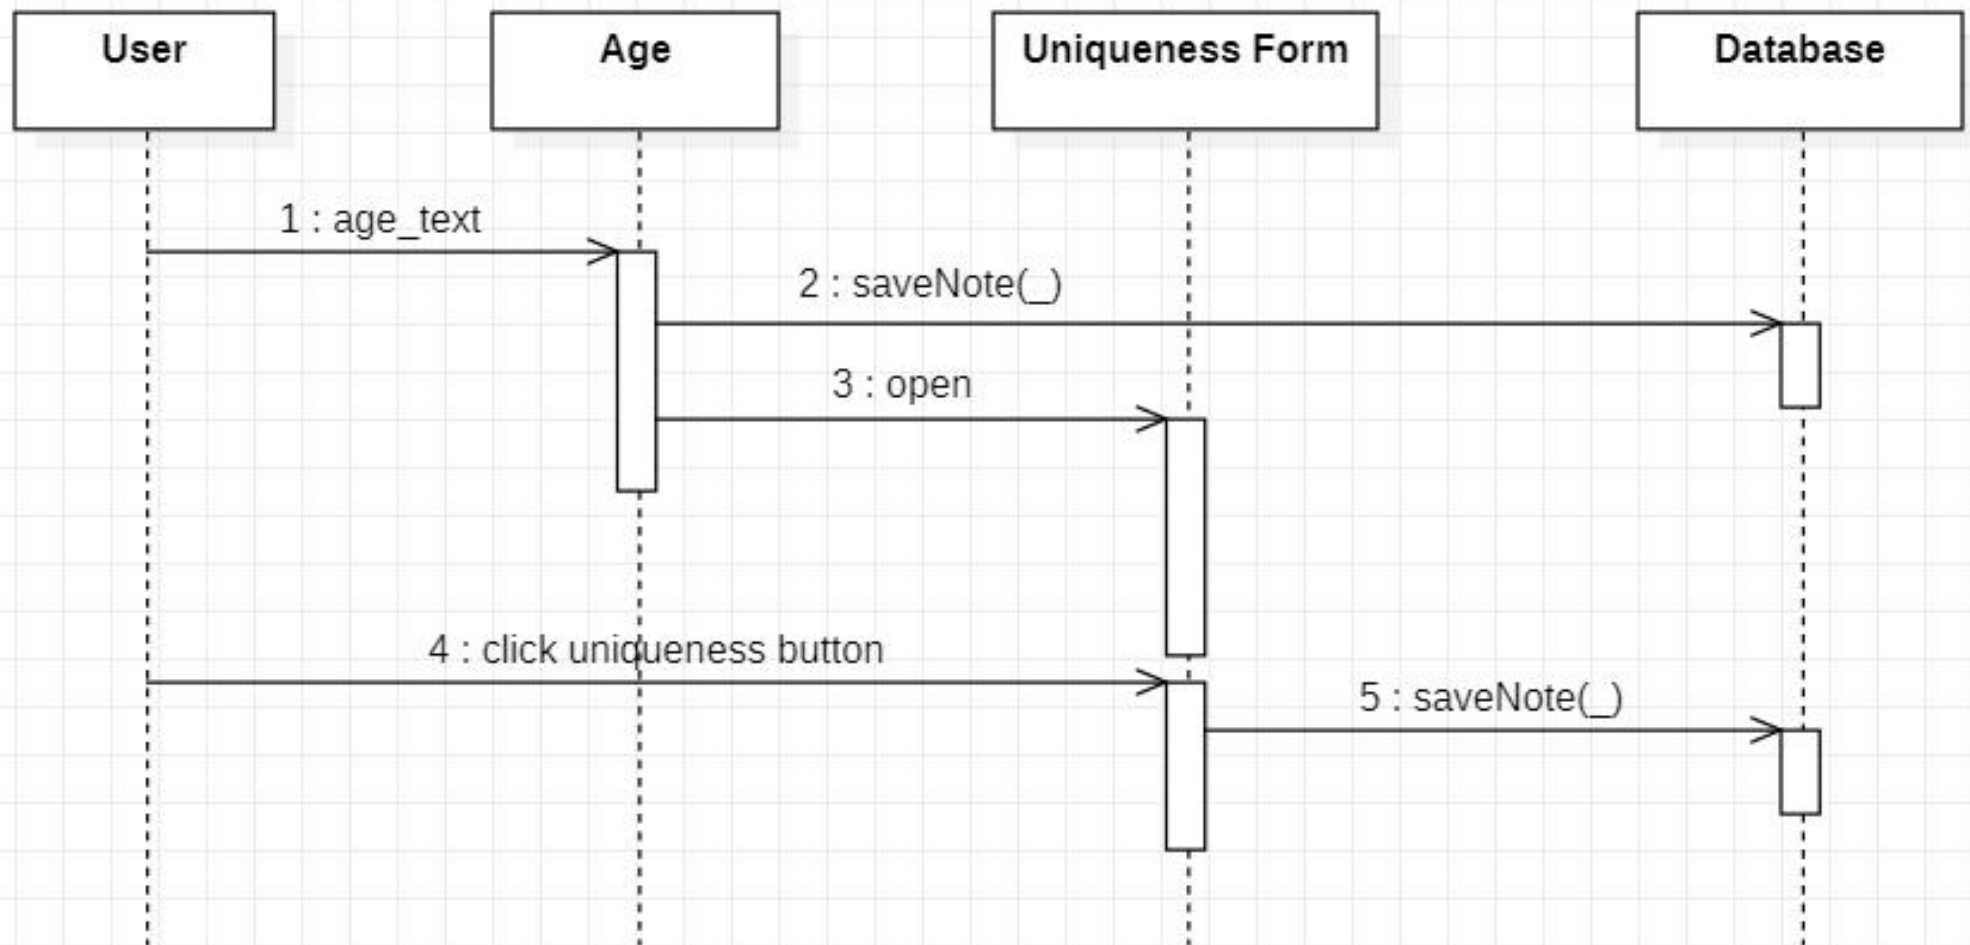 User
Age
Uniqueness Form
Database
1 : age_text
2 : saveNote(_)
3 : open
4 : click uniqueness button
5 : saveNote(_)